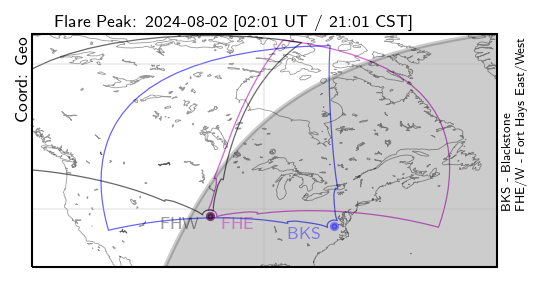 Flare Peak: 2024-08-02 [02:01 UT / 21:01 CST]
Coord: Geo
FHW
FHE
BKS
BKS - Blackstone
FHE/W - Fort Hays East/West